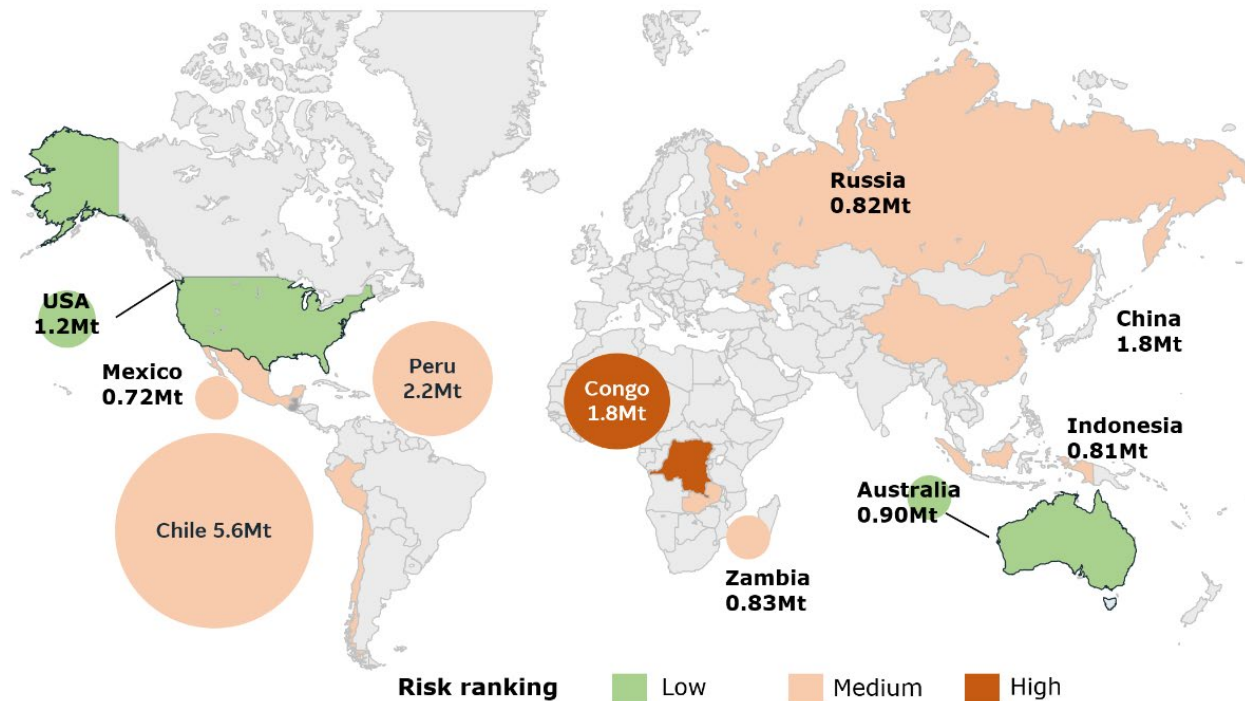 Russia
0.82Mt
USA
1.2Mt
China
1.8Mt
Mexico
0.72Mt
Peru
2.2Mt
Congo
1.8Mt
Indonesia
0.81Mt
Australia
0.90Mt
Chile 5.6Mt
Zambia
0.83Mt
Risk ranking Low Medium High